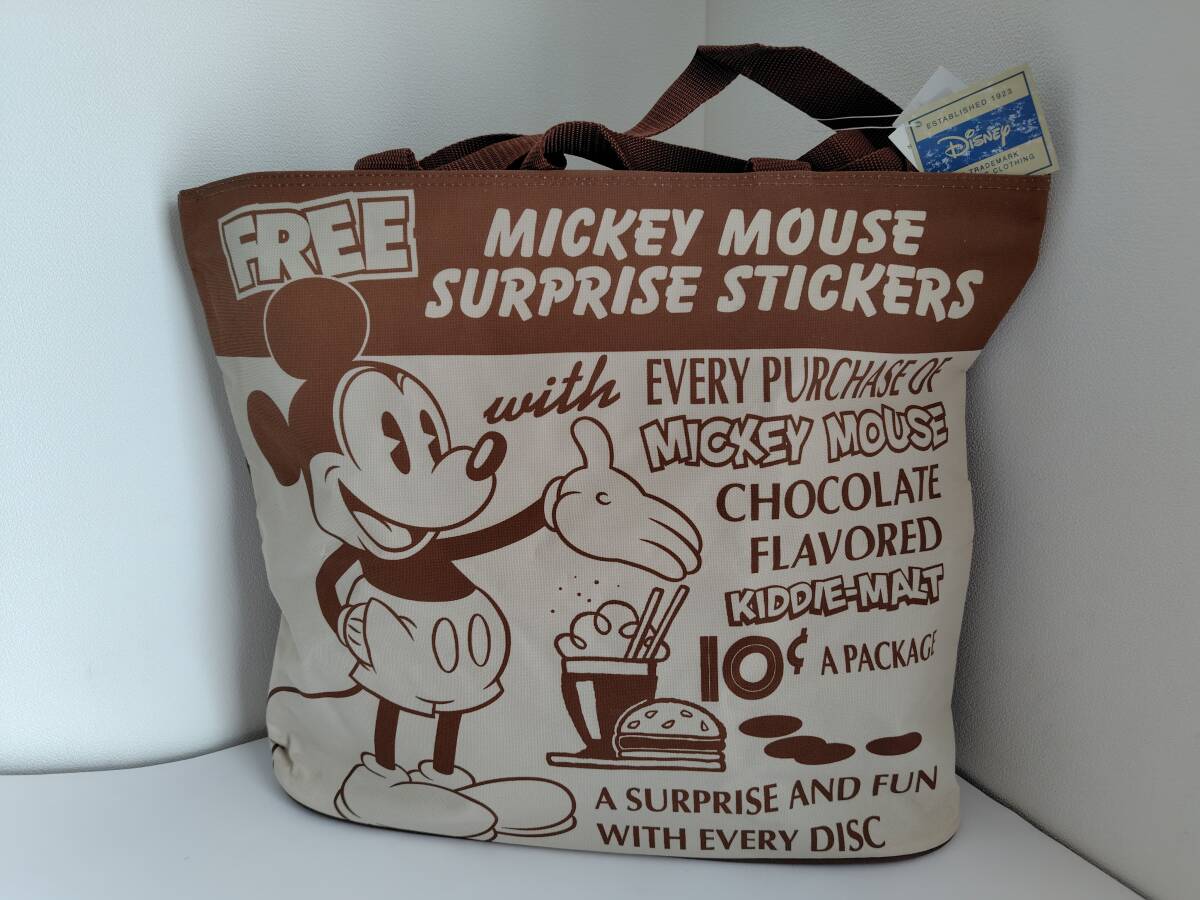 FREE
MICKEY MOUSE
SURPRISE STICKERS
with EVERY PURCHASE OF
MICKEY MOUSE
CHOCOLATE
FLAVORED
KIDDIE-MALT
10¢ A PACKAGE
A SURPRISE AND FUN
WITH EVERY DISC
ESTABLISHED 1923
Disney
TRADEMARK
CLOTHING